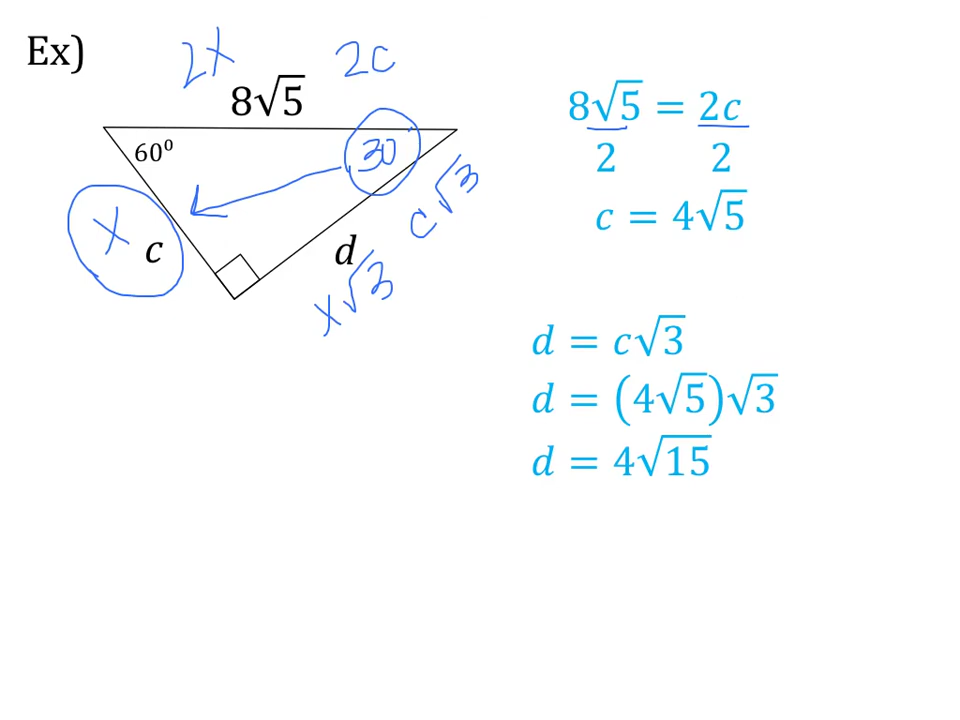 Ex)
2x 2c
8√5
60⁰
30
x
c
c√3
d
x√3
8√5 = 2c
2 2
c = 4√5
d = c√3
d = (4√5)√3
d = 4√15